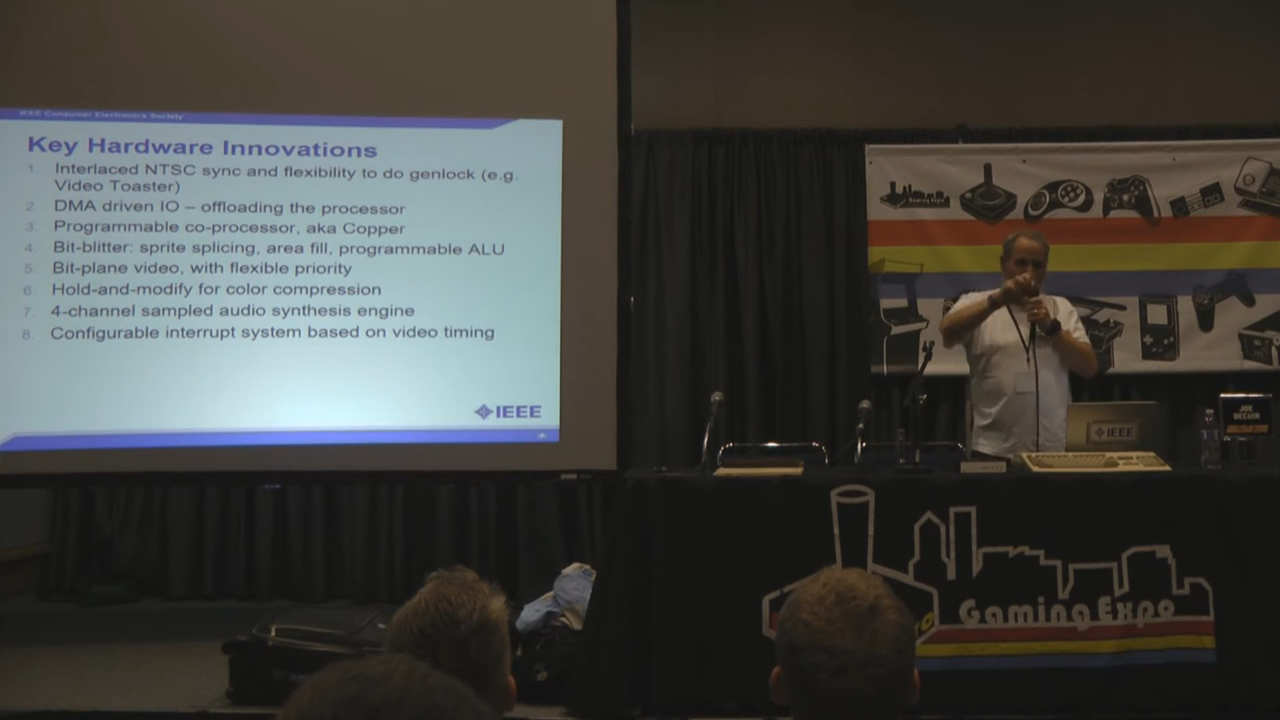 IEEE Consumer Electronics Society
Key Hardware Innovations
1. Interlaced NTSC sync and flexibility to do genlock (e.g.
Video Toaster)
2. DMA driven IO – offloading the processor
3. Programmable co-processor, aka Copper
4. Bit-blitter: sprite splicing, area fill, programmable ALU
5. Bit-plane video, with flexible priority
6. Hold-and-modify for color compression
7. 4-channel sampled audio synthesis engine
8. Configurable interrupt system based on video timing
IEEE
Gaming Expo
IEEE
JOE
DECUIR
Gaming Expo